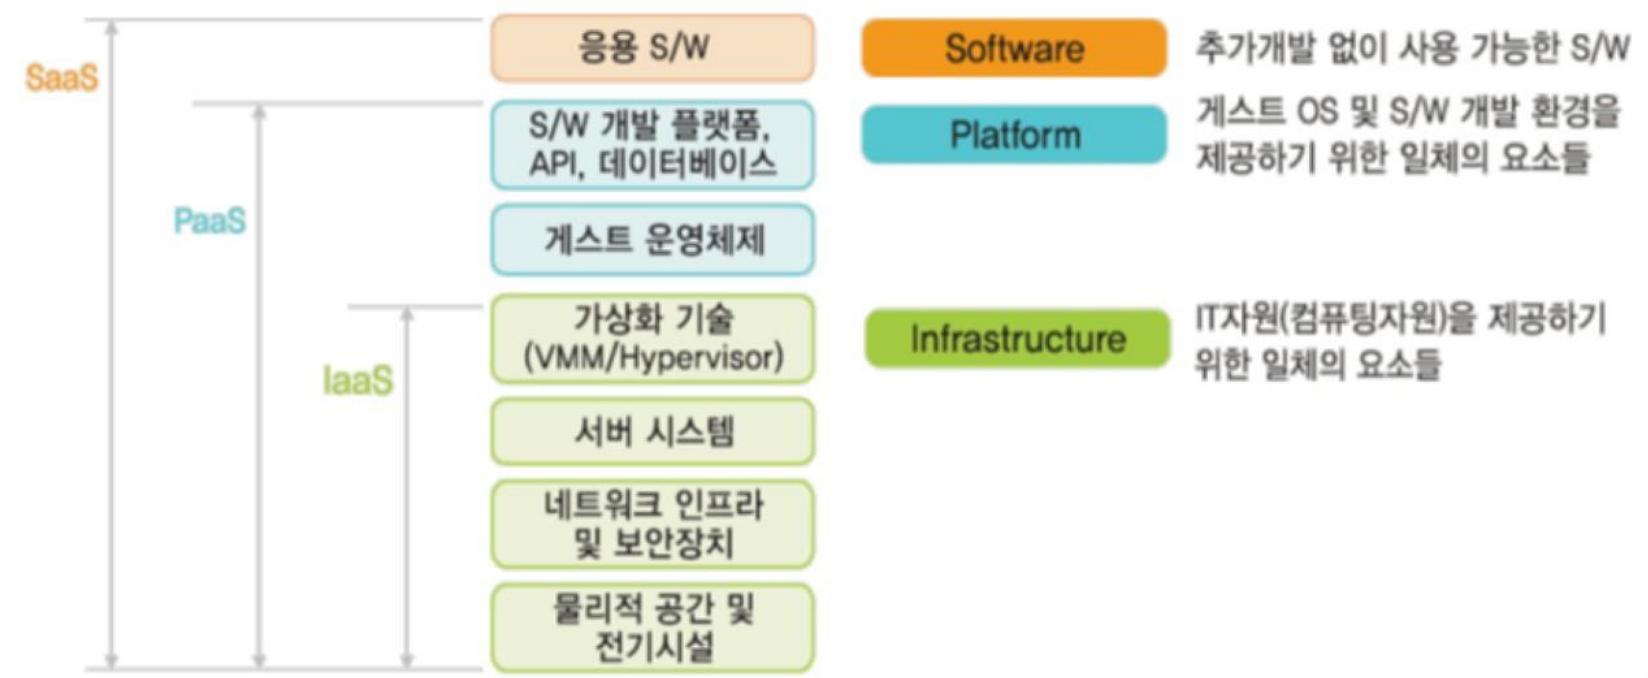 SaaS
PaaS
IaaS
응용 S/W
S/W 개발 플랫폼,
API, 데이터베이스
게스트 운영체제
가상화 기술
(VMM/Hypervisor)
서버 시스템
네트워크 인프라
및 보안장치
물리적 공간 및
전기시설
Software
추가개발 없이 사용 가능한 S/W
Platform
게스트 OS 및 S/W 개발 환경을
제공하기 위한 일체의 요소들
Infrastructure
IT자원(컴퓨팅자원)을 제공하기
위한 일체의 요소들